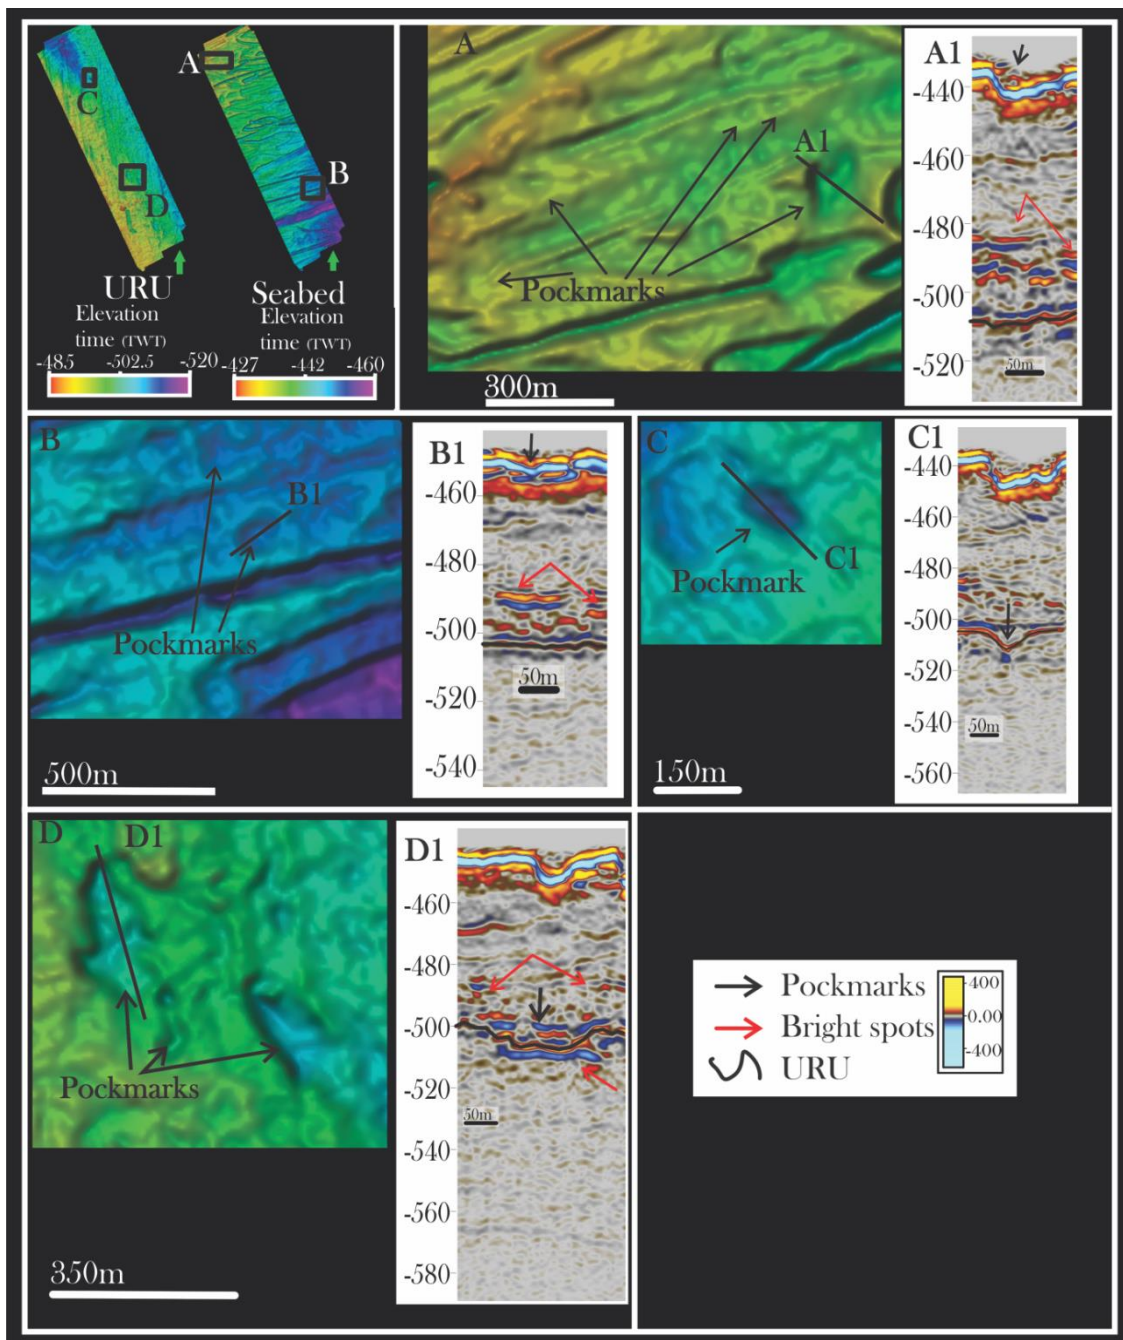 A
C
D
B
URU
Elevation
time (TWT)
-485 -502.5 -520
Seabed
Elevation
time (TWT)
-427 -442 -460
A
A1
Pockmarks
300m
A1
-440
-460
-480
-500
-520
50m
B
B1
Pockmarks
500m
B1
-460
-480
-500
-520
-540
50m
C
C1
Pockmark
150m
C1
-440
-460
-480
-500
-520
-540
-560
50m
D
D1
Pockmarks
350m
D1
-460
-480
-500
-520
-540
-560
-580
50m
Pockmarks
Bright spots
URU
400
0.00
-400